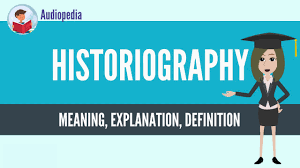 Audiopedia
HISTORIOGRAPHY
MEANING, EXPLANATION, DEFINITION